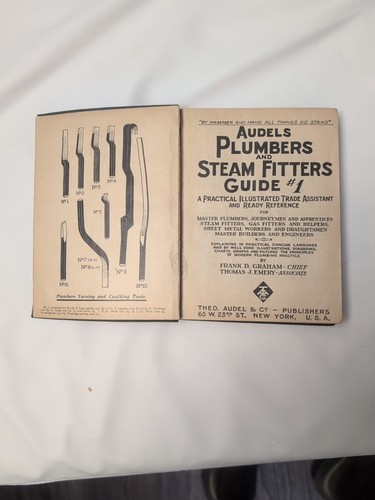 Nº1
Nº2
Nº3
Nº4
Nº5
Nº6
Nº9
Nº10
Plumbers Yarning and Caulking Tools.
"BY HAMMER AND HAND ALL THINGS DO STAND"
AUDELS
PLUMBERS
AND
STEAM FITTERS
GUIDE #1
A PRACTICAL ILLUSTRATED TRADE ASSISTANT
AND READY REFERENCE
FOR
MASTER PLUMBERS, JOURNEYMEN AND APPRENTICES
STEAM FITTERS, GAS FITTERS AND HELPERS,
SHEET METAL WORKERS AND DRAUGHTSMEN
MASTER BUILDERS AND ENGINEERS
EXPLAINING IN PRACTICAL CONCISE LANGUAGE
AND BY WELL DONE ILLUSTRATIONS, DIAGRAMS,
CHARTS, GRAPHS AND PICTURES THE PRINCIPLES
OF MODERN PLUMBING PRACTICE
BY
FRANK D. GRAHAM-CHIEF
THOMAS J. EMERY-ASSOCIATE
THEO. AUDEL & Cº - PUBLISHERS
65 W. 23RD ST. NEW YORK, U.S.A.